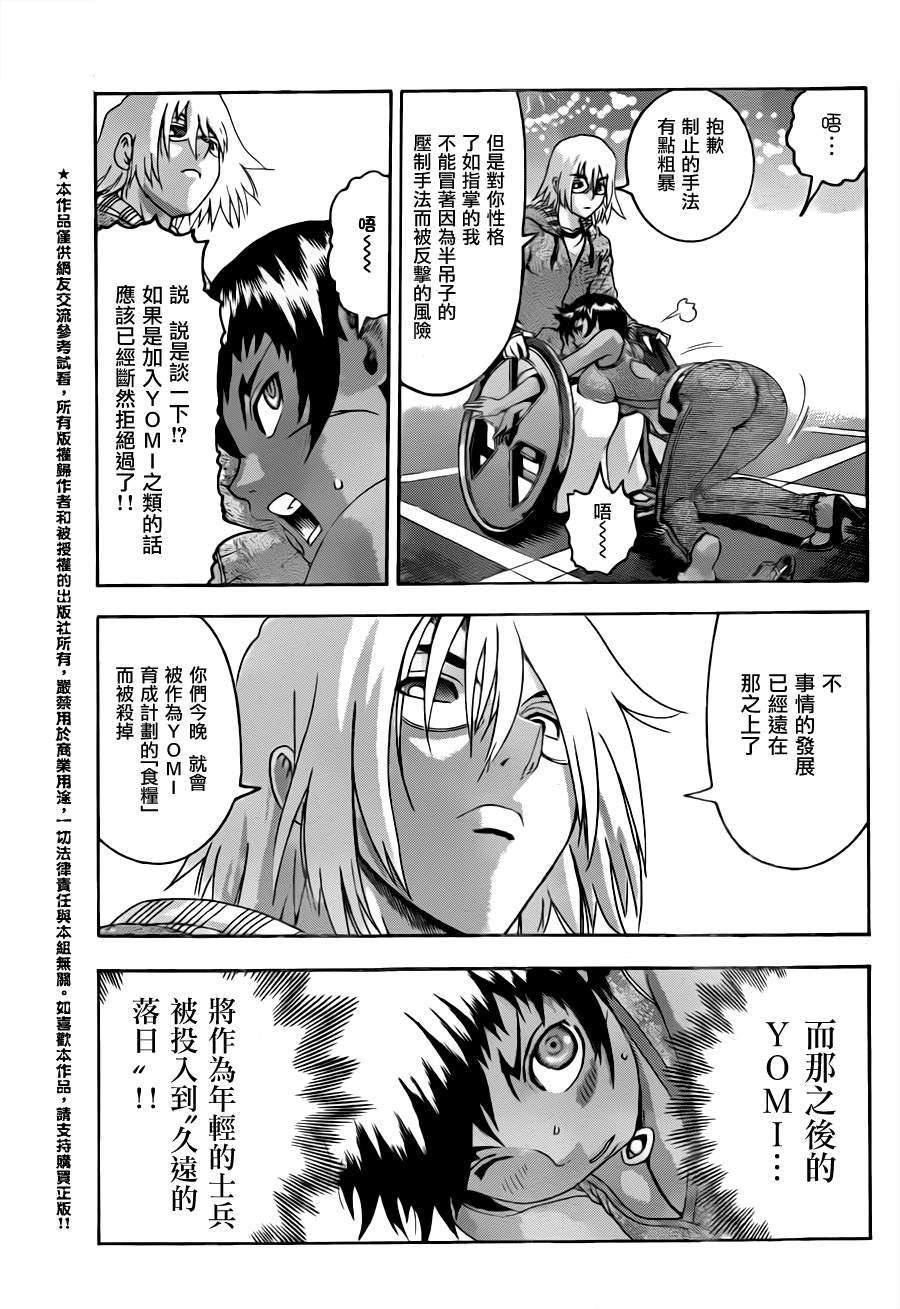 唔…
抱歉
制止的手法
有點粗暴
但是對你性格
了如指掌的我
不能冒著因為半吊子的
壓制手法而被反擊的風險
唔~~
唔~~
說 說是談一下!?
如果是加入YOMI之類的話
應該已經斷然拒絕過了!!
不
事情的發展
已經遠在
那之上了
你們今晚 就會
被作為YOMI
育成計劃的「食糧」
而被殺掉
而那之後的
YOMI…
將作為年輕的士兵
被投入到〝久遠的
落日〞!!
★本作品僅供網友交流參考試看，所有版權歸作者和被授權的出版社所有，嚴禁用於商業用途，一切法律責任與本組無關。如喜歡本作品，請支持購買正版!!